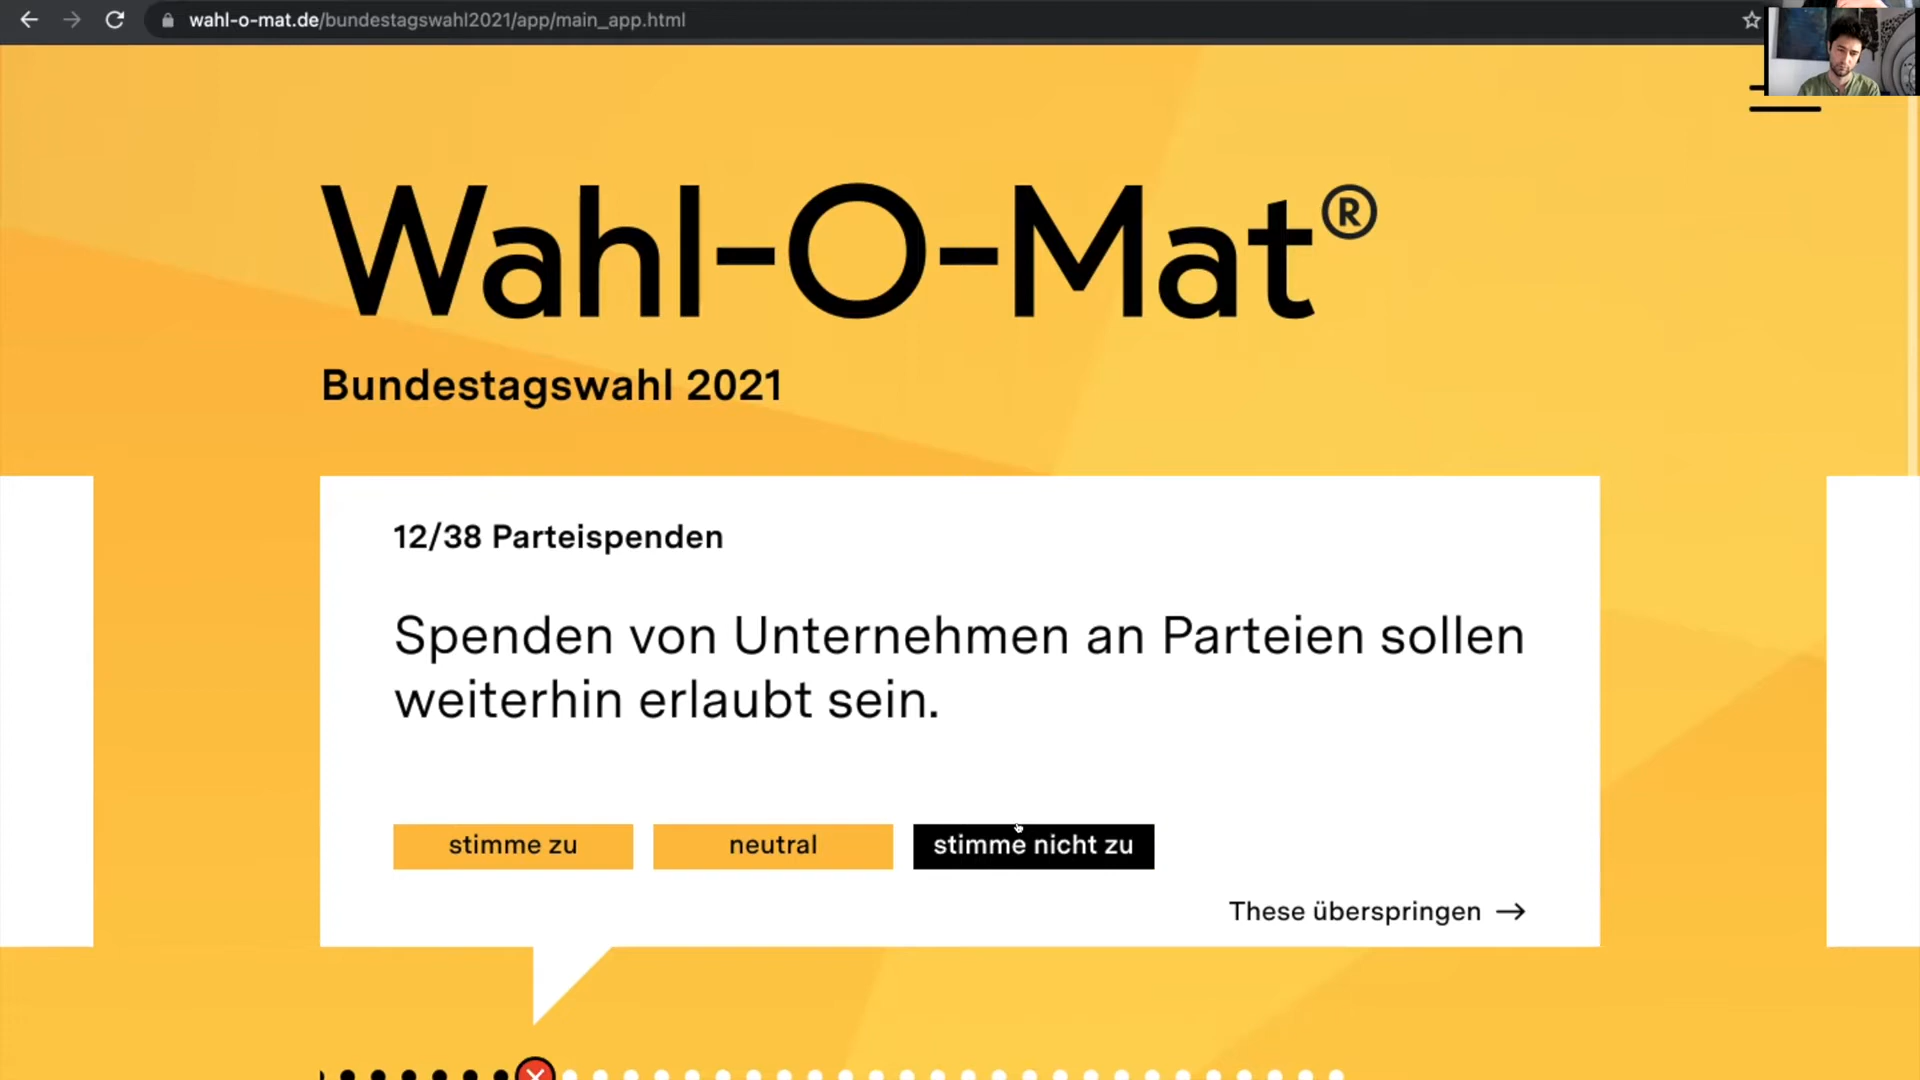 wahl-o-mat.de/bundestagswahl2021/app/main_app.html
Wahl-O-Mat®
Bundestagswahl 2021
12/38 Parteispenden
Spenden von Unternehmen an Parteien sollen
weiterhin erlaubt sein.
stimme zu
neutral
stimme nicht zu
These überspringen →